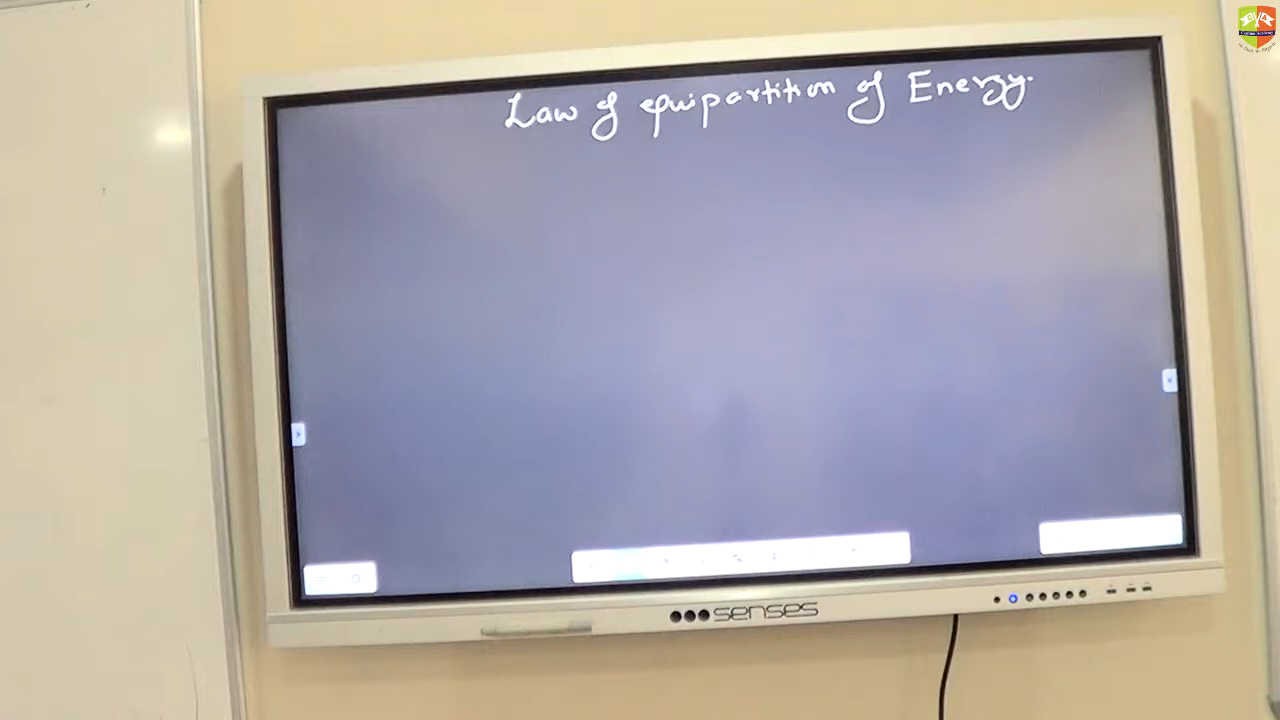 Law of equipartition of Energy.
senses